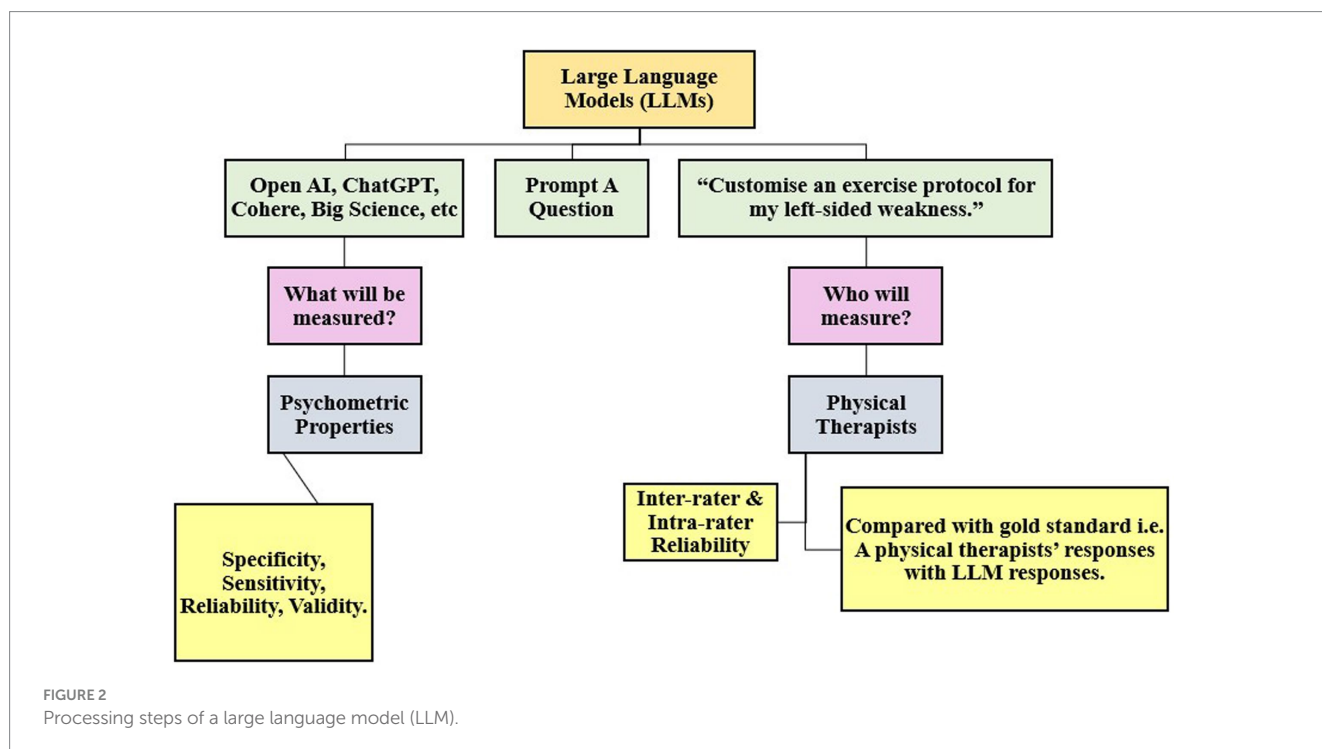 Large Language
Models (LLMs)
Open AI, ChatGPT,
Cohere, Big Science, etc
Prompt A
Question
“Customise an exercise protocol for
my left-sided weakness.”
What will be
measured?
Who will
measure?
Psychometric
Properties
Physical
Therapists
Specificity,
Sensitivity,
Reliability, Validity.
Inter-rater &
Intra-rater
Reliability
Compared with gold standard i.e.
A physical therapists’ responses
with LLM responses.
FIGURE 2
Processing steps of a large language model (LLM).